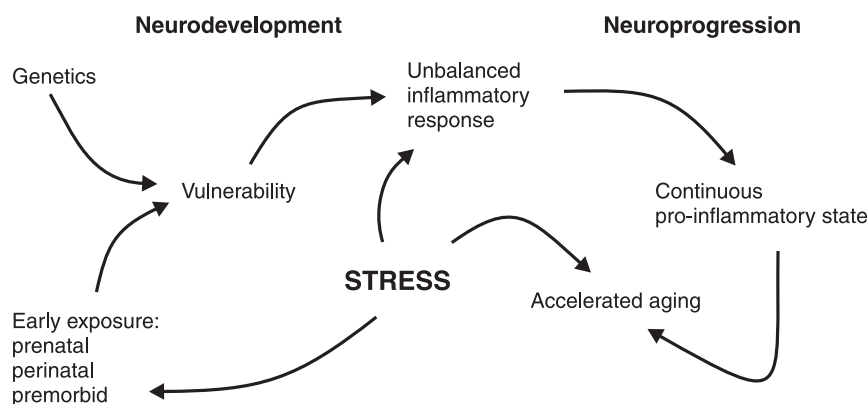 Neurodevelopment
Neuroprogression
Genetics
Unbalanced
inflammatory
response
Vulnerability
Continuous
pro-inflammatory state
STRESS
Accelerated aging
Early exposure:
prenatal
perinatal
premorbid